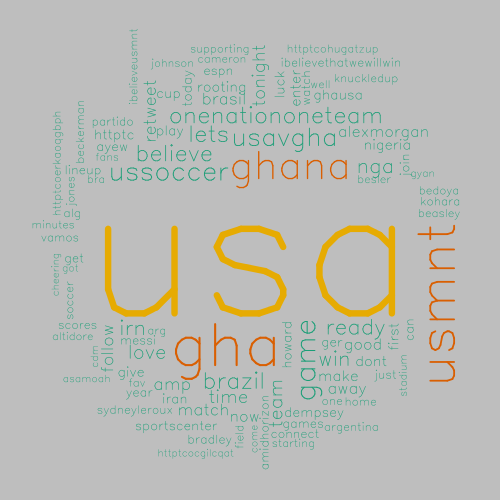 supporting
httptcohugatzup
cameron
ibelieveusmnt
johnson
ibelievethatwewillwin
espn
tonight
today
rooting
luck
enter
watch
well
knuckledup
retweet
cup
brasil
ghausa
onenationoneteam
partido
httptc
play
lets
usavgha
alexmorgan
httptcoerkaoqgbph
beckerman
ayew
believe
nigeria
fans
lineup
ussoccer
ghana
nga
join
gyan
bra
besler
jones
bedoya
alg
kohara
minutes
beasley
vamos
usa
usmnt
cheering
got
get
soccer
scores
altidore
follow
irn
arg
messi
gha
howard
game
ready
ger
good
first
can
cam
love
win
dont
asamoah
give
fav
amp
brazil
make
just
stadium
year
iran
time
team
away
one
home
sydneyleroux
match
now
amidhorizon
dempsey
sportscenter
games
argentina
bradley
field
come
connect
starting
httptcocgilcqat